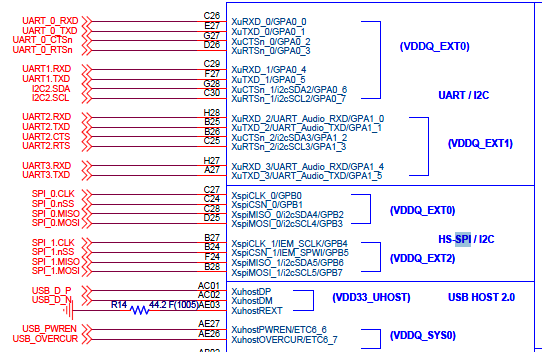 UART_0_RXD C26 XuRXD_0/GPA0_0
UART_0_TXD E27 XuTXD_0/GPA0_1
UART_0_CTSn G27 XuCTSn_0/GPA0_2 (VDDQ_EXT0)
UART_0_RTSn D26 XuRTSn_0/GPA0_3
UART1.RXD C29 XuRXD_1/GPA0_4
UART1.TXD F27 XuTXD_1/GPA0_5
I2C2.SDA G28 XuCTSn_1/i2cSDA2/GPA0_6
I2C2.SCL C30 XuRTSn_1/i2cSCL2/GPA0_7 UART / I2C
UART2.RXD H28 XuRXD_2/UART_Audio_RXD/GPA1_0
UART2.TXD B25 XuTXD_2/UART_Audio_TXD/GPA1_1
UART2.CTS B26 XuCTSn_2/i2cSDA3/GPA1_2
UART2.RTS C25 XuRTSn_2/i2cSCL3/GPA1_3 (VDDQ_EXT1)
UART3.RXD H27 XuRXD_3/UART_Audio_RXD/GPA1_4
UART3.TXD A27 XuTXD_3/UART_Audio_TXD/GPA1_5
SPI_0.CLK C27 XspiCLK_0/GPB0
SPI_0.nSS C24 XspiCSN_0/GPB1
SPI_0.MISO C28 XspiMISO_0/i2cSDA4/GPB2 (VDDQ_EXT0)
SPI_0.MOSI D25 XspiMOSI_0/i2cSCL4/GPB3
HS-SPI / I2C
SPI_1.CLK B27 XspiCLK_1/IEM_SCLK/GPB4
SPI_1.nSS B24 XspiCSN_1/IEM_SPWI/GPB5
SPI_1.MISO F24 XspiMISO_1/i2cSDA5/GPB6 (VDDQ_EXT2)
SPI_1.MOSI B28 XspiMOSI_1/i2cSCL5/GPB7
USB_D_P AC01 XuhostDP
USB_D_N AC02 XuhostDM (VDD33_UHOST) USB HOST 2.0
R14 44.2 F(1005) AE03 XuhostREXT
USB_PWREN AE27 XuhostPWREN/ETC6_6
USB_OVERCUR AE26 XuhostOVERCUR/ETC6_7 (VDDQ_SYS0)